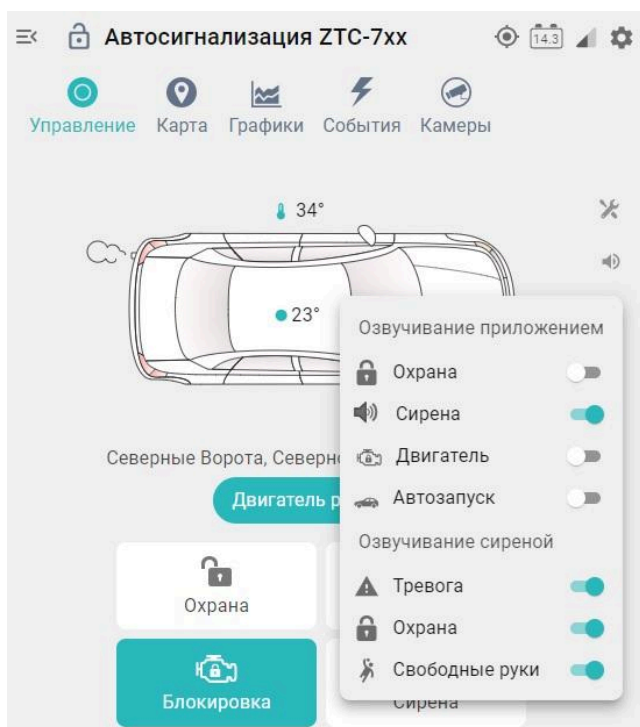 Автосигнализация ZTC-7xx
14.3
Управление Карта Графики События Камеры
34°
23°
Озвучивание приложением
Охрана
Сирена
Двигатель
Автозапуск
Озвучивание сиреной
Тревога
Охрана
Свободные руки
Северные Ворота,
Двигатель
Охрана
Блокировка
Сирена